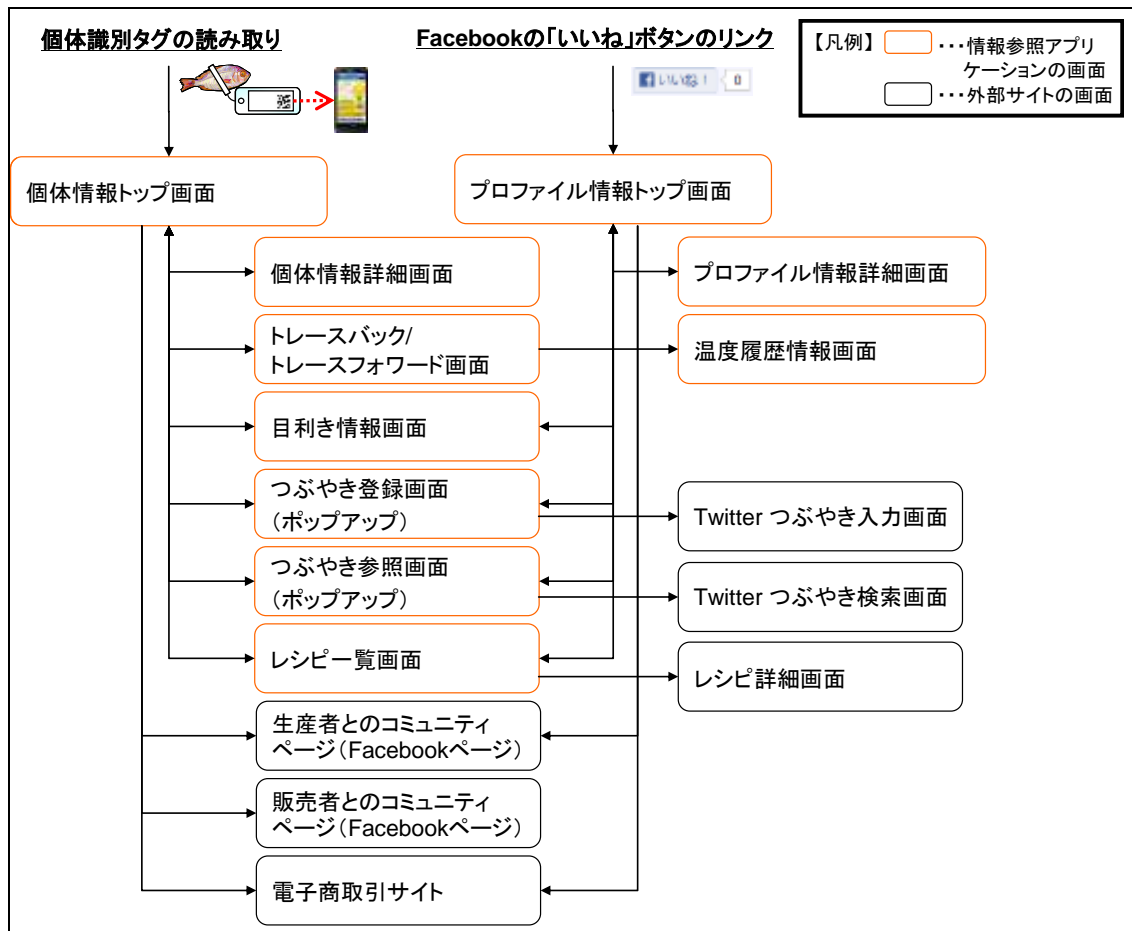 個体識別タグの読み取り
Facebookの「いいね」ボタンのリンク
【凡例】
・・・情報参照アプリ
ケーションの画面
・・・外部サイトの画面
いいね！ 0
個体情報トップ画面
プロファイル情報トップ画面
個体情報詳細画面
プロファイル情報詳細画面
トレースバック/
トレースフォワード画面
温度履歴情報画面
目利き情報画面
つぶやき登録画面
（ポップアップ）
Twitter つぶやき入力画面
つぶやき参照画面
（ポップアップ）
Twitter つぶやき検索画面
レシピ一覧画面
レシピ詳細画面
生産者とのコミュニティ
ページ（Facebookページ）
販売者とのコミュニティ
ページ（Facebookページ）
電子商取引サイト